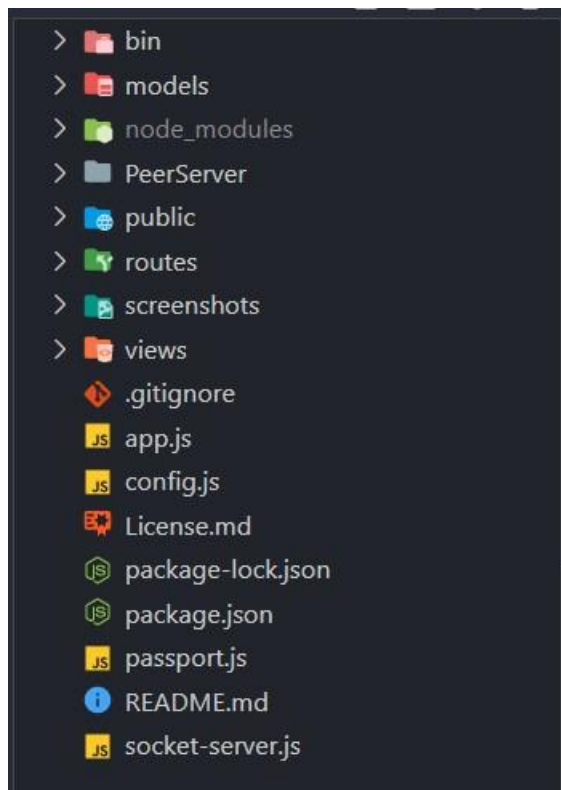 bin
models
node_modules
PeerServer
public
routes
screenshots
views
.gitignore
app.js
config.js
License.md
package-lock.json
package.json
passport.js
README.md
socket-server.js